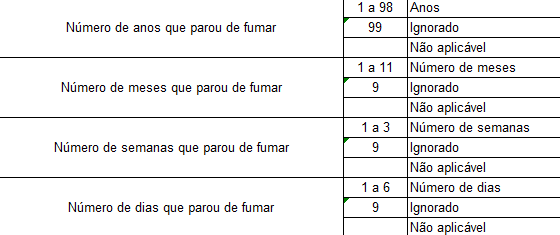 Número de anos que parou de fumar
1 a 98 Anos
99 Ignorado
Não aplicável
Número de meses que parou de fumar
1 a 11 Número de meses
9 Ignorado
Não aplicável
Número de semanas que parou de fumar
1 a 3 Número de semanas
9 Ignorado
Não aplicável
Número de dias que parou de fumar
1 a 6 Número de dias
9 Ignorado
Não aplicável